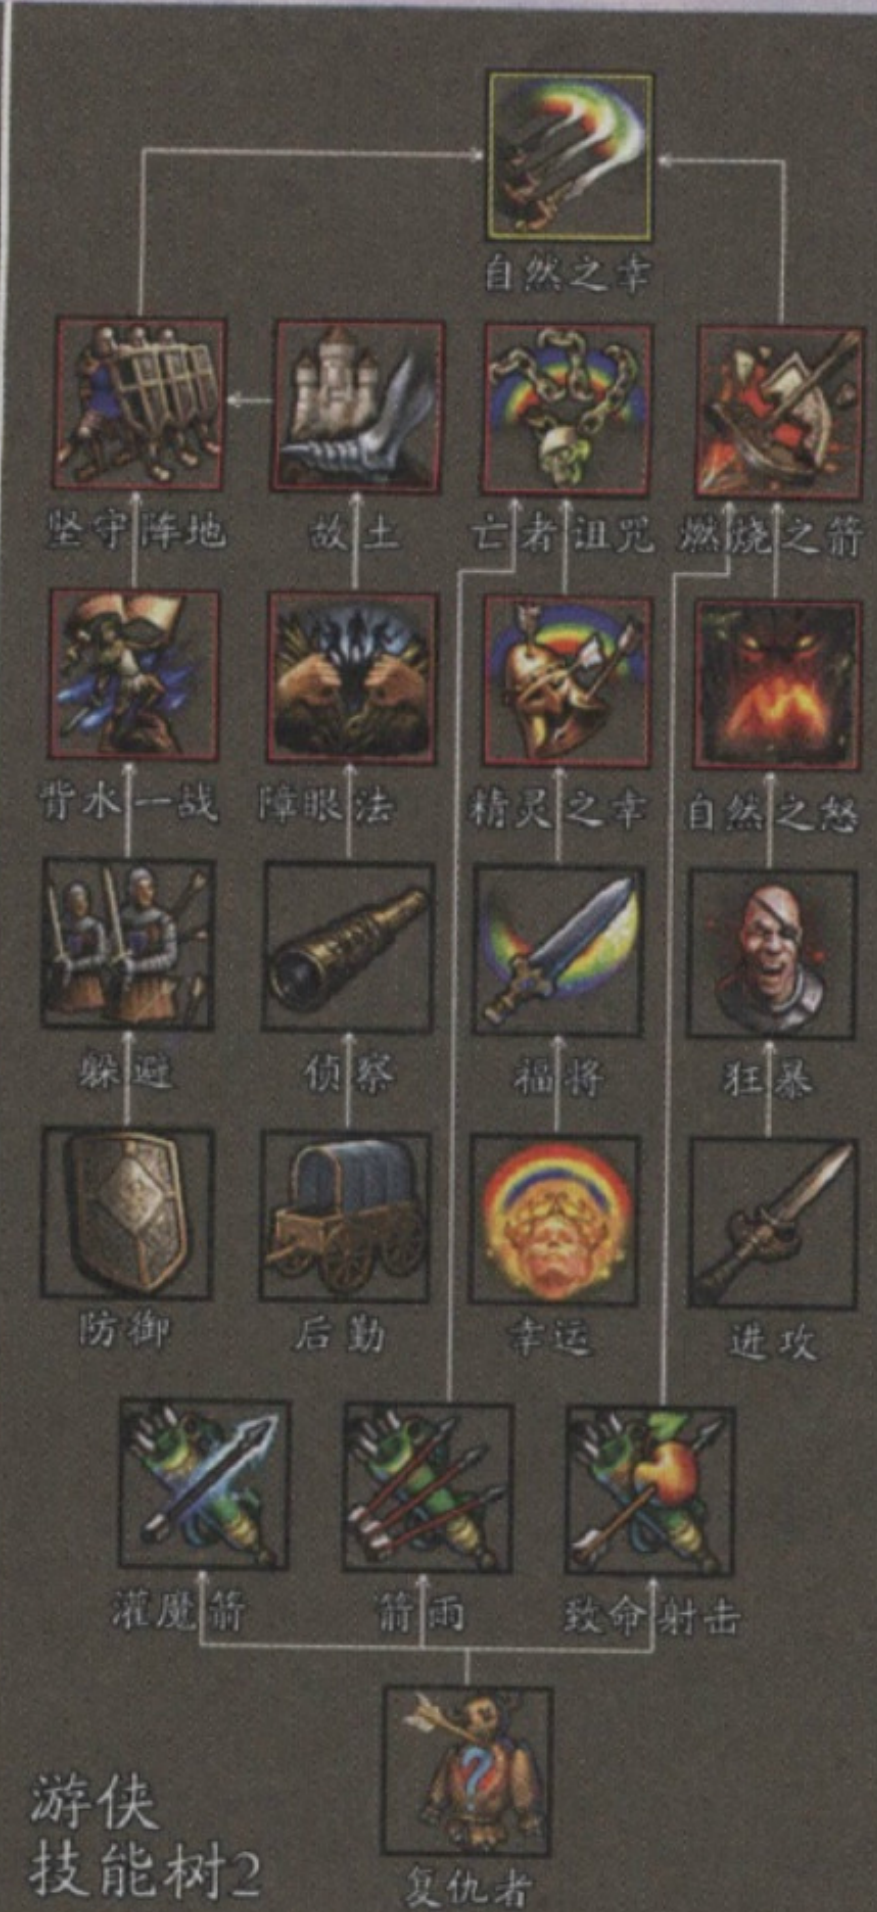 自然之幸
坚守阵地 故土 亡者诅咒 燃烧之箭
背水一战 障眼法 精灵之幸 自然之怒
躲避 侦察 福将 狂暴
防御 后勤 幸运 进攻
灌魔箭 箭雨 致命射击
复仇者
游侠
技能树2